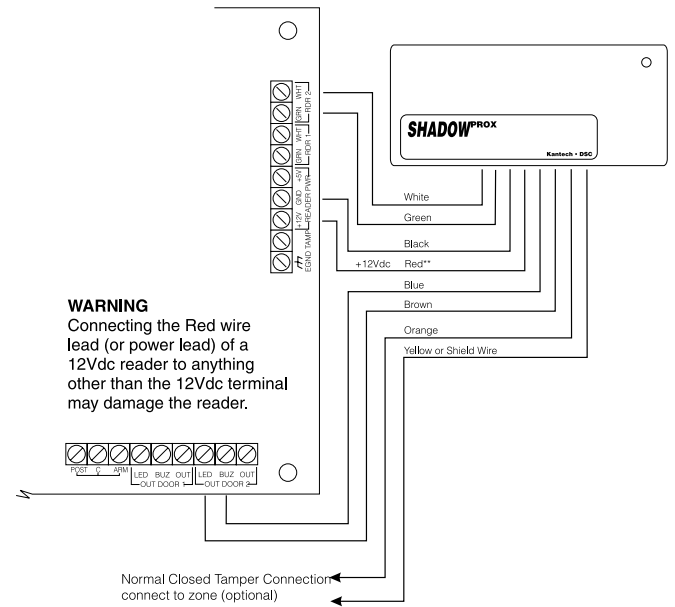 WHT
GRN
RDR 2
WHT
GRN
RDR 1
+5V
GND
+12V
READER PWR
TAMP
EGND
SHADOWPROX
Kantech • DSC
White
Green
Black
+12Vdc Red**
Blue
Brown
Orange
Yellow or Shield Wire
WARNING
Connecting the Red wire
lead (or power lead) of a
12Vdc reader to anything
other than the 12Vdc terminal
may damage the reader.
POST C ARM LED BUZ OUT LED BUZ OUT
OUT DOOR 1 OUT DOOR 2
Normal Closed Tamper Connection
connect to zone (optional)